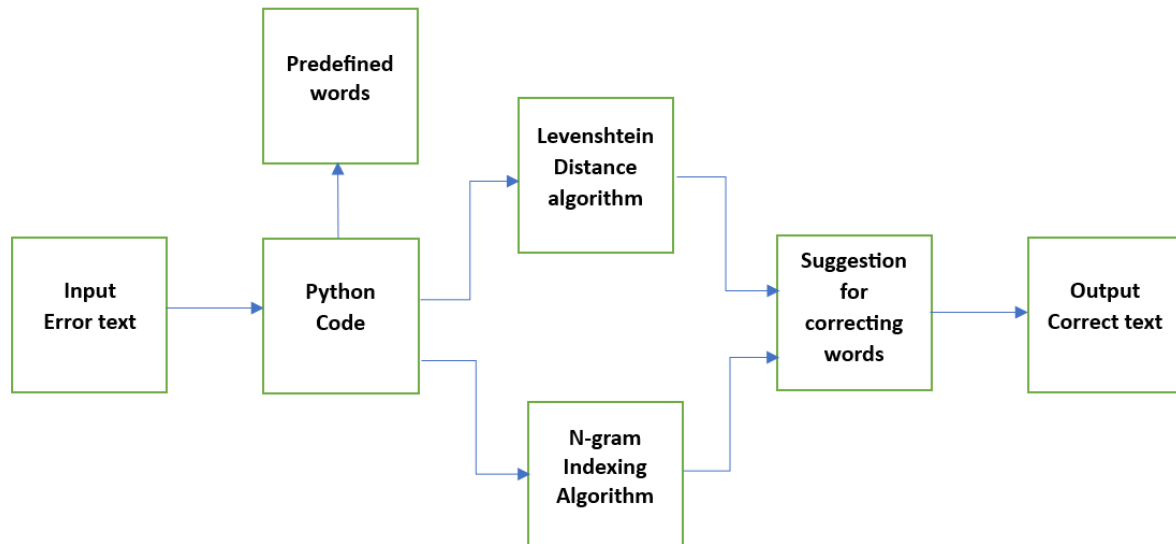 Predefined
words
Levenshtein
Distance
algorithm
Input
Error text
Python
Code
Suggestion
for
correcting
words
Output
Correct text
N-gram
Indexing
Algorithm